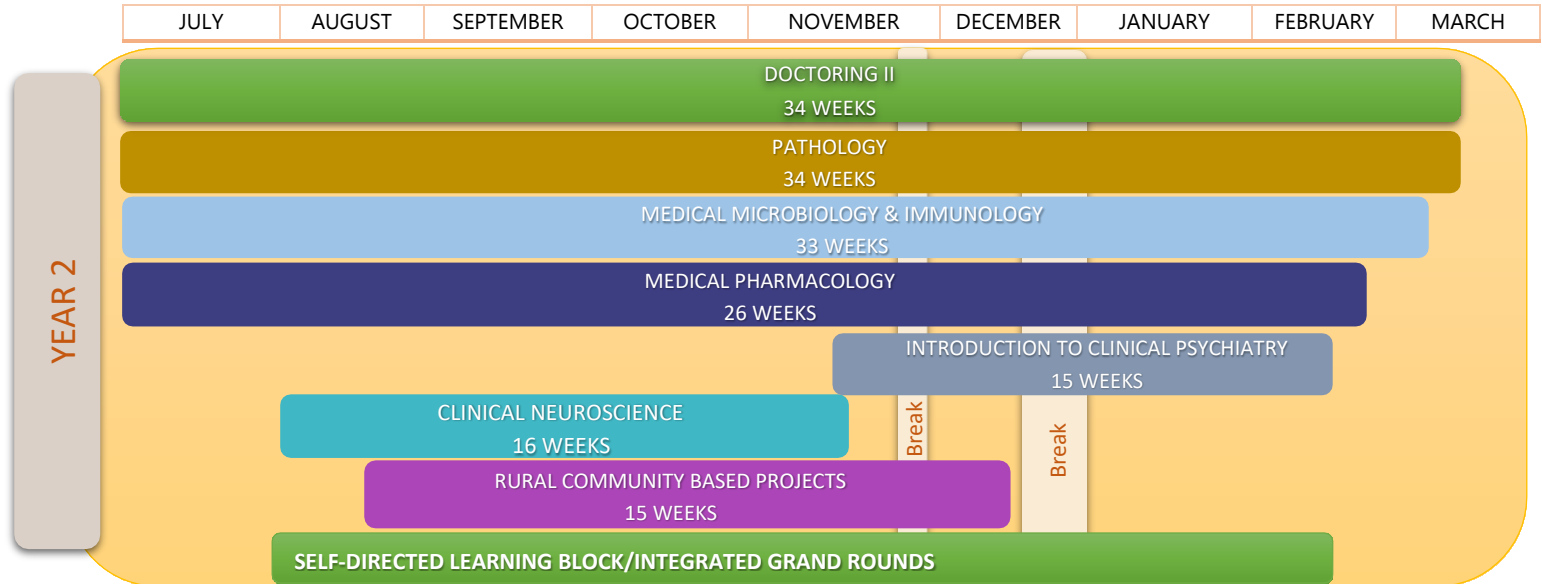 JULY AUGUST SEPTEMBER OCTOBER NOVEMBER DECEMBER JANUARY FEBRUARY MARCH
YEAR 2
DOCTORING II
34 WEEKS
PATHOLOGY
34 WEEKS
MEDICAL MICROBIOLOGY & IMMUNOLOGY
33 WEEKS
MEDICAL PHARMACOLOGY
26 WEEKS
INTRODUCTION TO CLINICAL PSYCHIATRY
15 WEEKS
CLINICAL NEUROSCIENCE
16 WEEKS
Break
Break
RURAL COMMUNITY BASED PROJECTS
15 WEEKS
SELF-DIRECTED LEARNING BLOCK/INTEGRATED GRAND ROUNDS